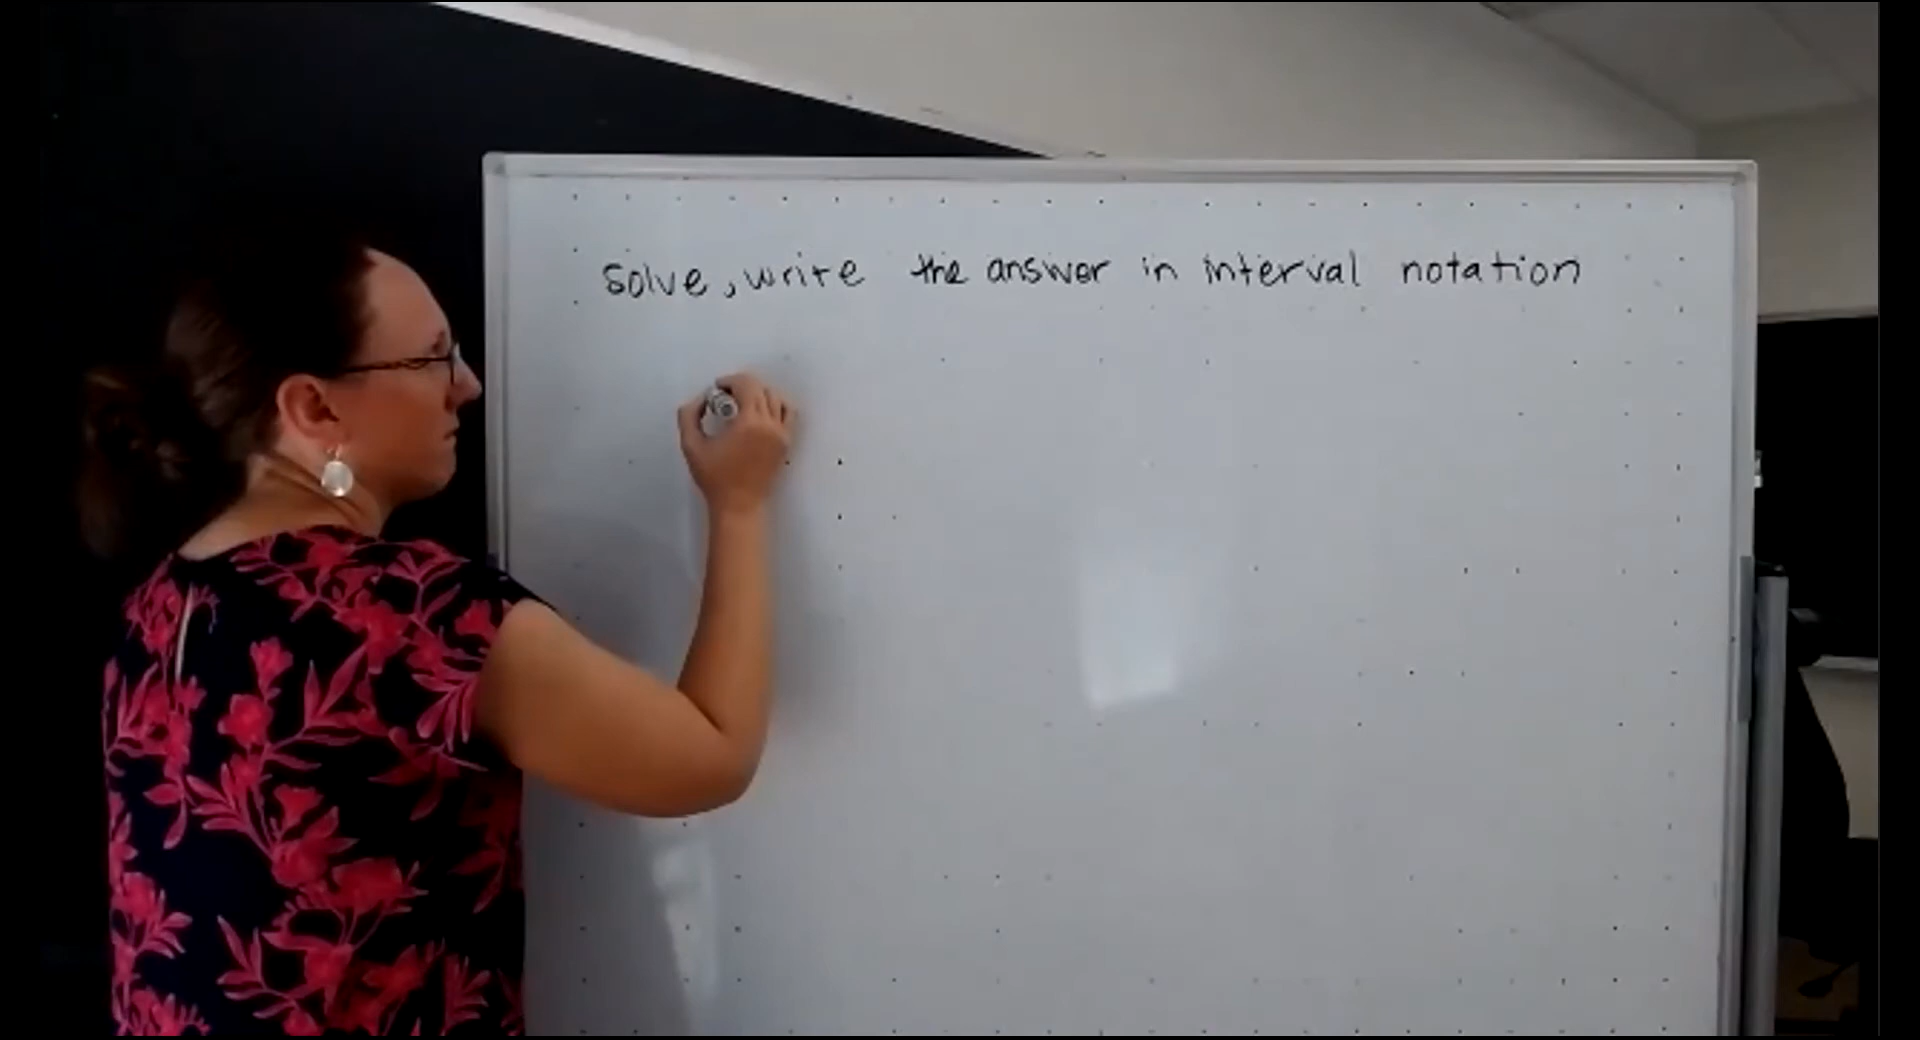 solve, write the answer in interval notation